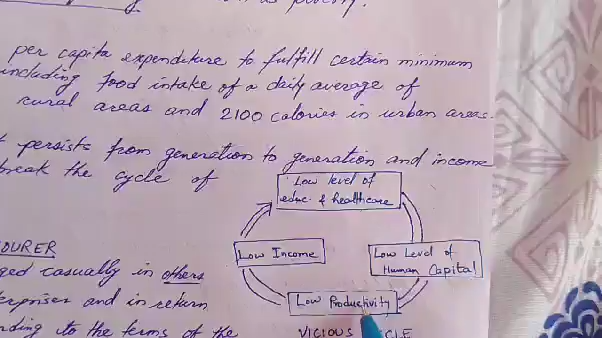 per capita expenditure to fulfill certain minimum
including food intake of a daily average of
rural areas and 2100 calories in urban areas.
persists from generation to generation and income
break the cycle of
Low level of
educ. & healthcare
Low Income
Low Level of
Human Capital
Low Productivity
VICIOUS
OURER
ged casually in others
erprises and in return
ding to the terms of the